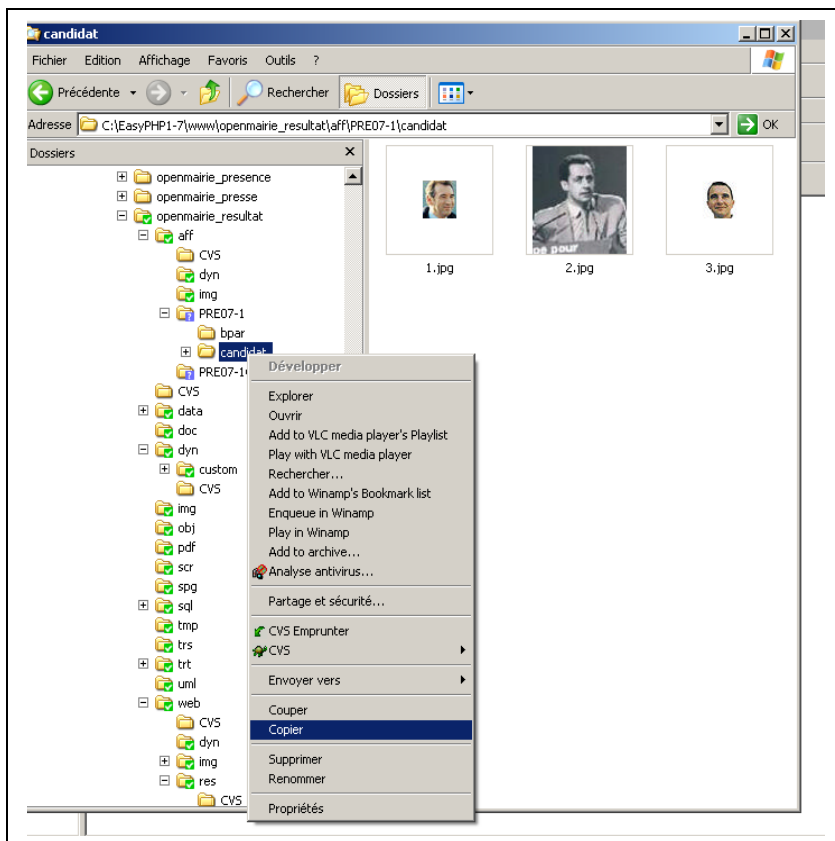 candidat
Fichier Edition Affichage Favoris Outils ?
Précédente Rechercher Dossiers
Adresse C:\EasyPHP1-7\www\openmairie_resultat\aff\PRE07-1\candidat OK
Dossiers
openmairie_presence
openmairie_presse
openmairie_resultat
aff
CVS
dyn
img
PRE07-1
bpar
candidat
PRE07-1
CVS
data
doc
dyn
custom
CVS
img
obj
pdf
scr
spg
sql
tmp
trs
trt
uml
web
CVS
dyn
img
res
CVS
oe pour
1.jpg 2.jpg 3.jpg
Développer
Explorer
Ouvrir
Add to VLC media player's Playlist
Play with VLC media player
Rechercher...
Add to Winamp's Bookmark list
Enqueue in Winamp
Play in Winamp
Add to archive...
Analyse antivirus...
Partage et sécurité...
CVS Emprunter
CVS
Envoyer vers
Couper
Copier
Supprimer
Renommer
Propriétés